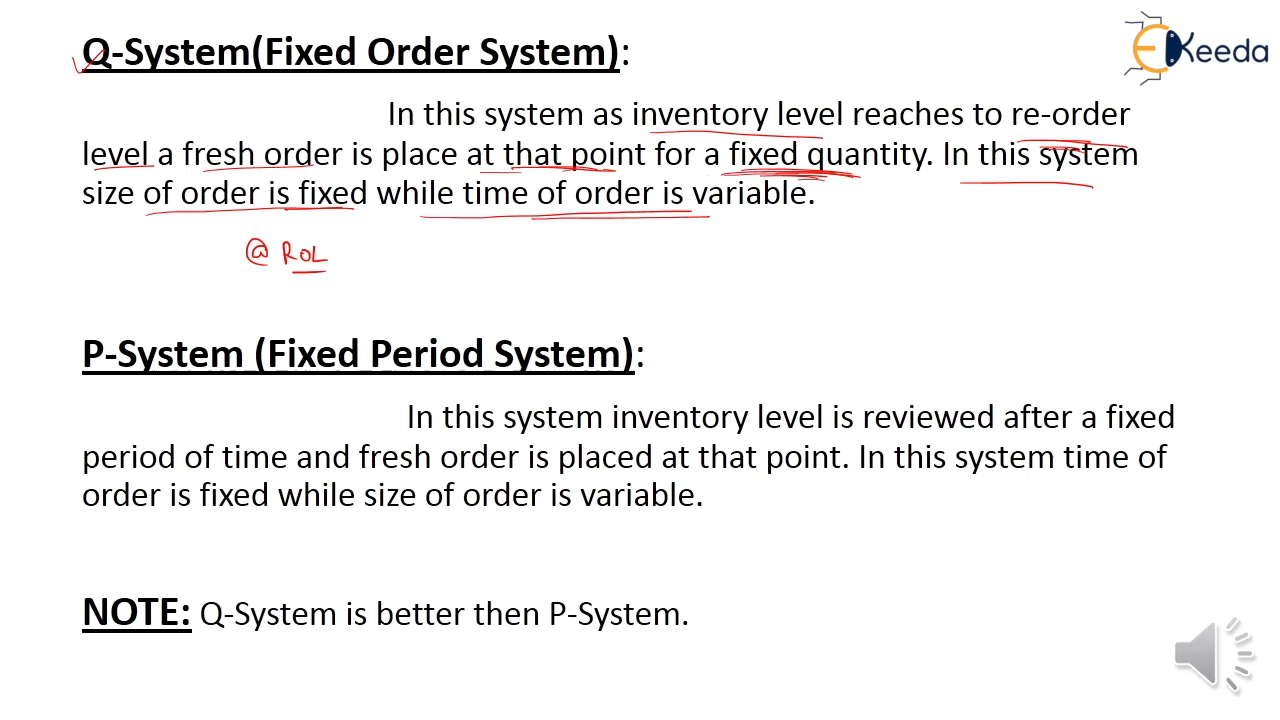 Q-System(Fixed Order System):
Keeda
In this system as inventory level reaches to re-order
level a fresh order is place at that point for a fixed quantity. In this system
size of order is fixed while time of order is variable.
@ ROL
P-System (Fixed Period System):
In this system inventory level is reviewed after a fixed
period of time and fresh order is placed at that point. In this system time of
order is fixed while size of order is variable.
NOTE: Q-System is better then P-System.